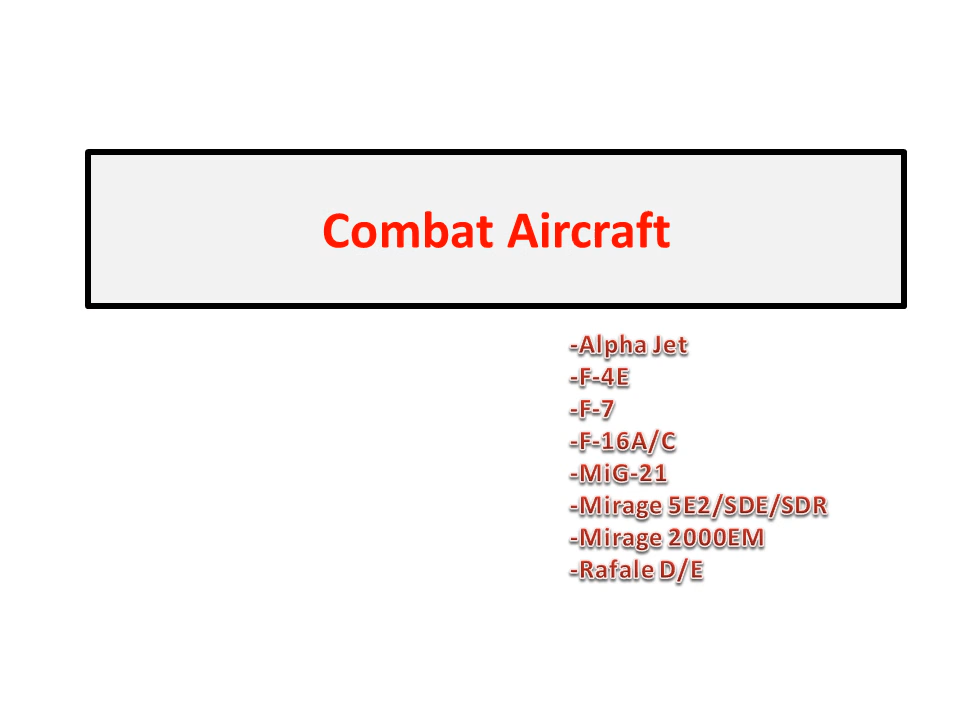 Combat Aircraft
-Alpha Jet
-F-4E
-F-7
-F-16A/C
-MiG-21
-Mirage 5E2/SDE/SDR
-Mirage 2000EM
-Rafale D/E